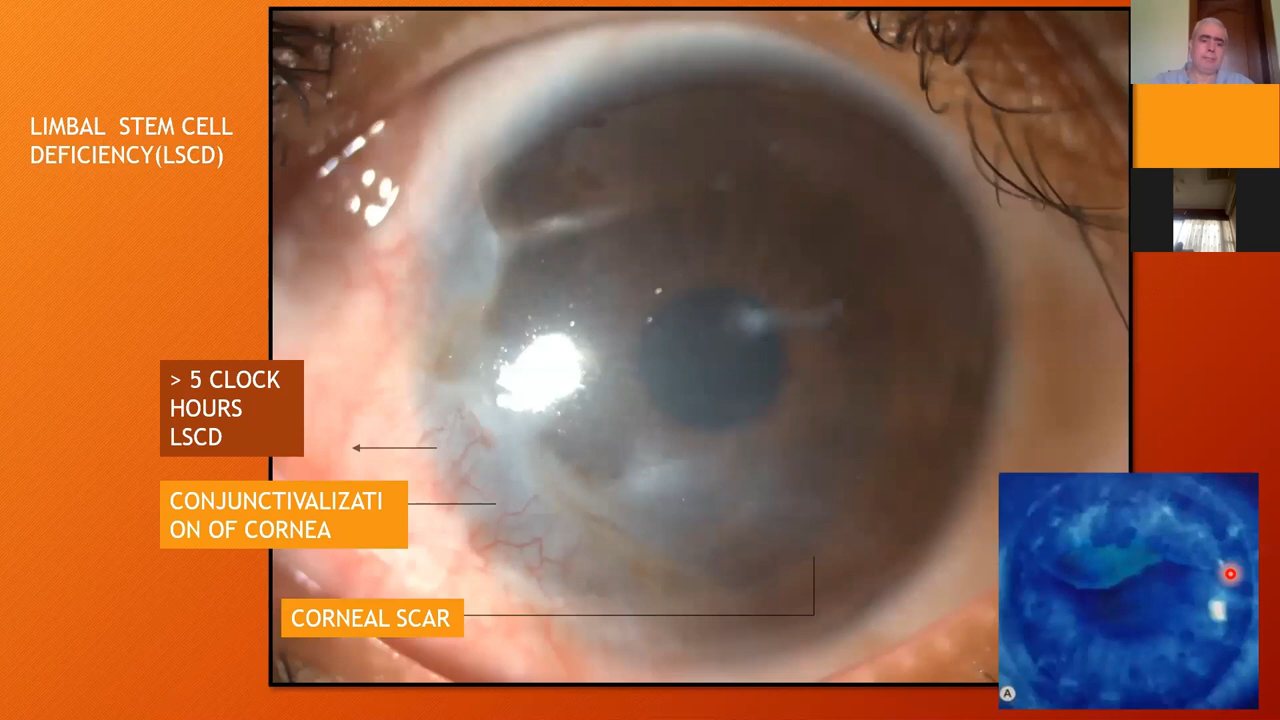 LIMBAL STEM CELL
DEFICIENCY(LSCD)
> 5 CLOCK
HOURS
LSCD
CONJUNCTIVALIZATI
ON OF CORNEA
CORNEAL SCAR
A